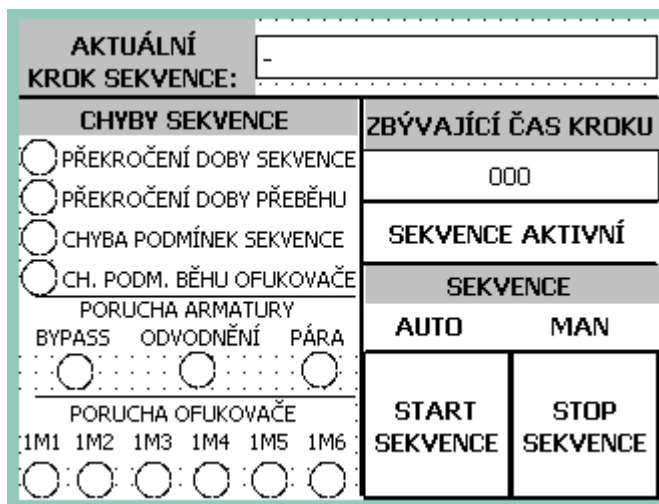 AKTUÁLNÍ
KROK SEKVENCE:
-
CHYBY SEKVENCE
PŘEKROČENÍ DOBY SEKVENCE
PŘEKROČENÍ DOBY PŘEBĚHU
CHYBA PODMÍNEK SEKVENCE
CH. PODM. BĚHU OFUKOVAČE
PORUCHA ARMATURY
BYPASS ODVODNĚNÍ PÁRA
PORUCHA OFUKOVAČE
1M1 1M2 1M3 1M4 1M5 1M6
ZBÝVAJÍCÍ ČAS KROKU
000
SEKVENCE AKTIVNÍ
SEKVENCE
AUTO MAN
START SEKVENCE
STOP SEKVENCE